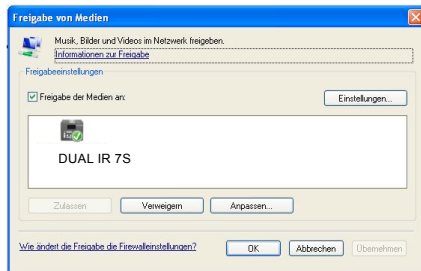 Freigabe von Medien
Musik, Bilder und Videos im Netzwerk freigeben.
Informationen zur Freigabe
Freigabeeinstellungen
Freigabe der Medien an:
Einstellungen...
DUAL IR 7S
Zulassen
Verweigern
Anpassen...
Wie ändert die Freigabe die Firewalleinstellungen?
OK
Abbrechen
Übernehmen